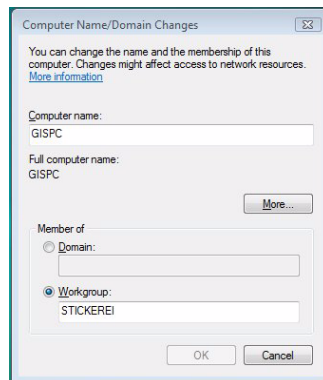 Computer Name/Domain Changes
You can change the name and the membership of this
computer. Changes might affect access to network resources.
More information
Computer name:
GISPC
Full computer name:
GISPC
More...
Member of
Domain:
Workgroup:
STICKEREI
OK
Cancel